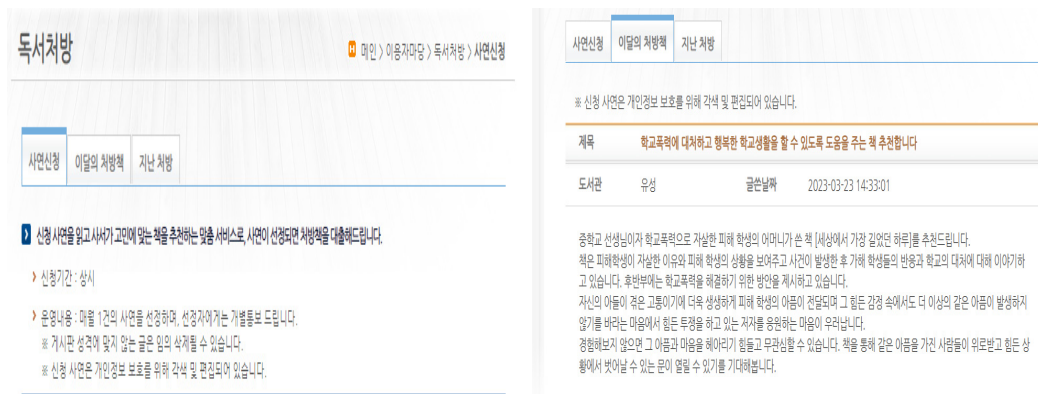 독서처방
메인 > 이용자마당 > 독서처방 > 사연신청
사연신청 이달의 처방책 지난 처방
신청 사연을 읽고 사서가 고민에 맞는 책을 추천하는 맞춤 서비스로, 사연이 선정되면 처방책을 대출해드립니다.
신청기간 : 상시
운영내용 : 매월 1건의 사연을 선정하며, 선정자에게는 개별통보 드립니다.
※ 게시판 성격에 맞지 않는 글은 임의 삭제될 수 있습니다.
※ 신청 사연은 개인정보 보호를 위해 각색 및 편집되어 있습니다.
사연신청 이달의 처방책 지난 처방
※ 신청 사연은 개인정보 보호를 위해 각색 및 편집되어 있습니다.
제목 학교폭력에 대처하고 행복한 학교생활을 할 수 있도록 도움을 주는 책 추천합니다
도서관 유성 글쓴날짜 2023-03-23 14:33:01
중학교 선생님이자 학교폭력으로 자살한 피해 학생의 어머니가 쓴 책 [세상에서 가장 길었던 하루]를 추천드립니다.
책은 피해학생이 자살한 이유와 피해 학생의 상황을 보여주고 사건이 발생한 후 가해 학생들의 반응과 학교의 대처에 대해 이야기하
고 있습니다. 후반부에는 학교폭력을 해결하기 위한 방안을 제시하고 있습니다.
자신의 아들이 겪은 고통이기에 더욱 생생하게 피해 학생의 아픔이 전달되며 그 힘든 감정 속에서도 더 이상의 같은 아픔이 발생하지
않기를 바라는 마음에서 힘든 투쟁을 하고 있는 저자를 응원하는 마음이 우러납니다.
경험해보지 않으면 그 아픔과 마음을 헤아리기 힘들고 무관심할 수 있습니다. 책을 통해 같은 아픔을 가진 사람들이 위로받고 힘든 상
황에서 벗어날 수 있는 문이 열릴 수 있기를 기대해봅니다.